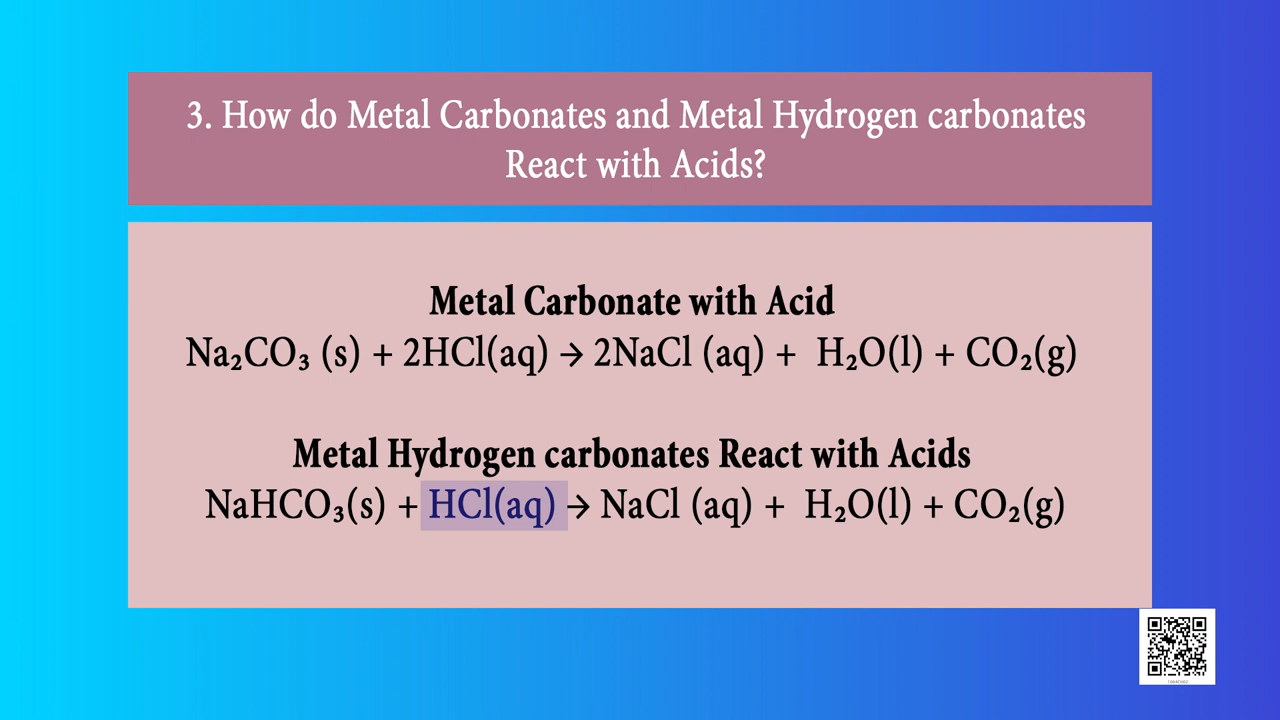 3. How do Metal Carbonates and Metal Hydrogen carbonates
React with Acids?
Metal Carbonate with Acid
Na₂CO₃ (s) + 2HCl(aq) → 2NaCl (aq) + H₂O(l) + CO₂(g)
Metal Hydrogen carbonates React with Acids
NaHCO₃(s) + HCl(aq) → NaCl (aq) + H₂O(l) + CO₂(g)